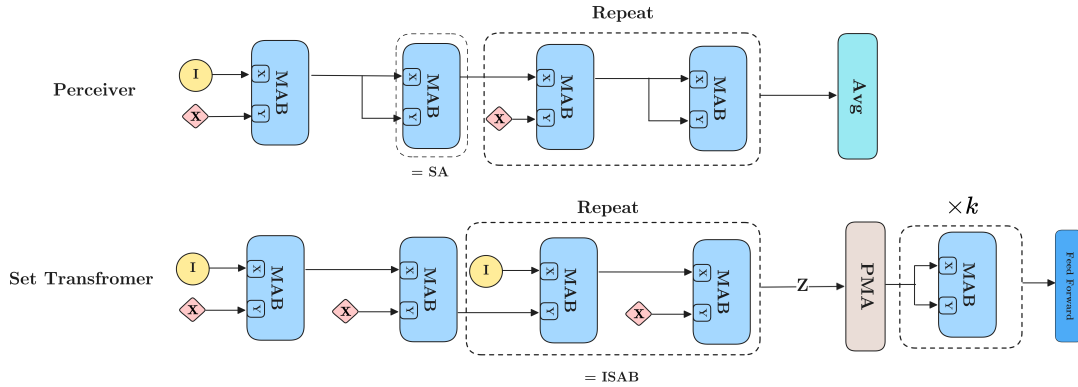 Repeat
Perceiver
I
X
X
Y
MAB
X
Y
MAB
= SA
X
X
Y
MAB
X
Y
MAB
Avg
Repeat
×k
Set Transfromer
I
X
X
Y
MAB
X
X
Y
MAB
I
X
Y
MAB
X
X
Y
MAB
Z
PMA
X
Y
MAB
Feed Forward
= ISAB